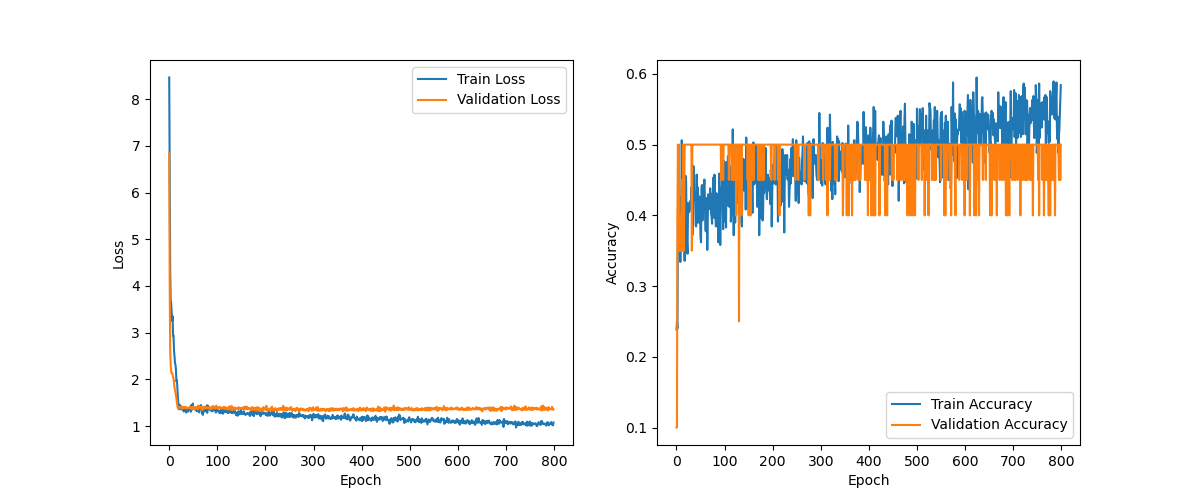 8
7
6
5
4
3
2
1
0 100 200 300 400 500 600 700 800
Loss
Epoch
Train Loss
Validation Loss
0.6
0.5
0.4
0.3
0.2
0.1
0 100 200 300 400 500 600 700 800
Accuracy
Epoch
Train Accuracy
Validation Accuracy